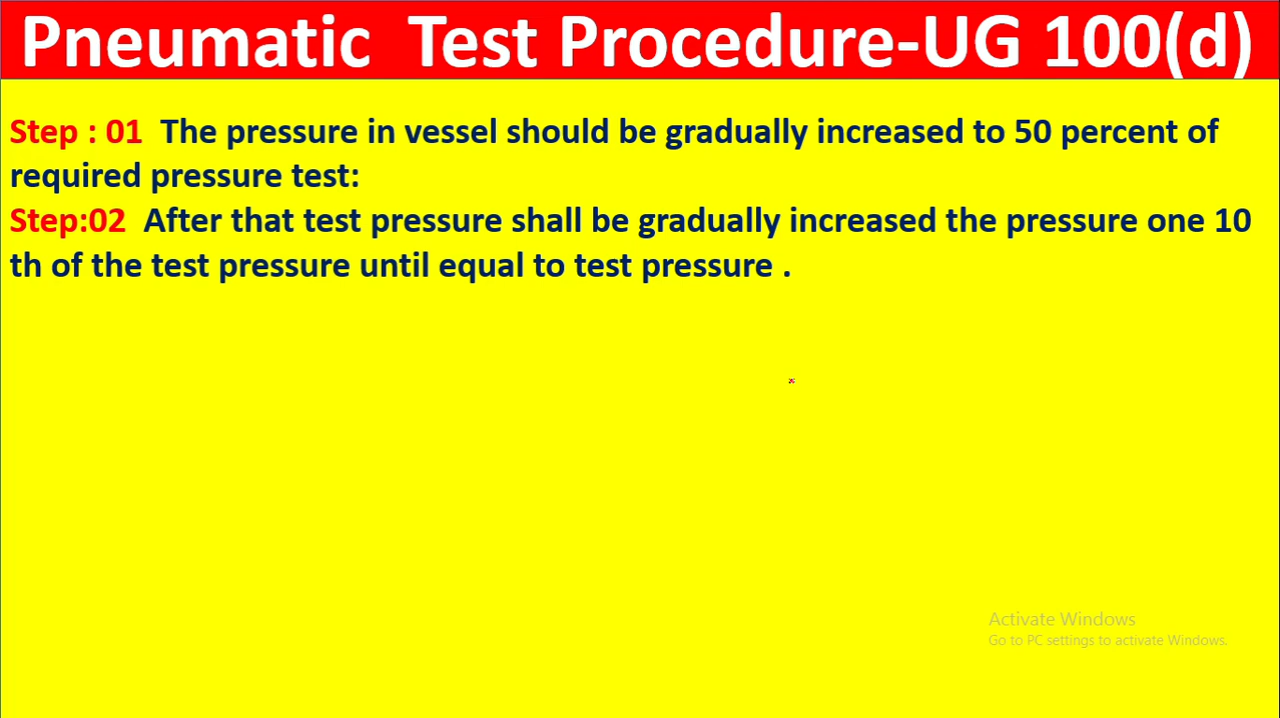 Pneumatic Test Procedure-UG 100(d)
Step : 01 The pressure in vessel should be gradually increased to 50 percent of
required pressure test:
Step:02 After that test pressure shall be gradually increased the pressure one 10
th of the test pressure until equal to test pressure .
Activate Windows
Go to PC settings to activate Windows.